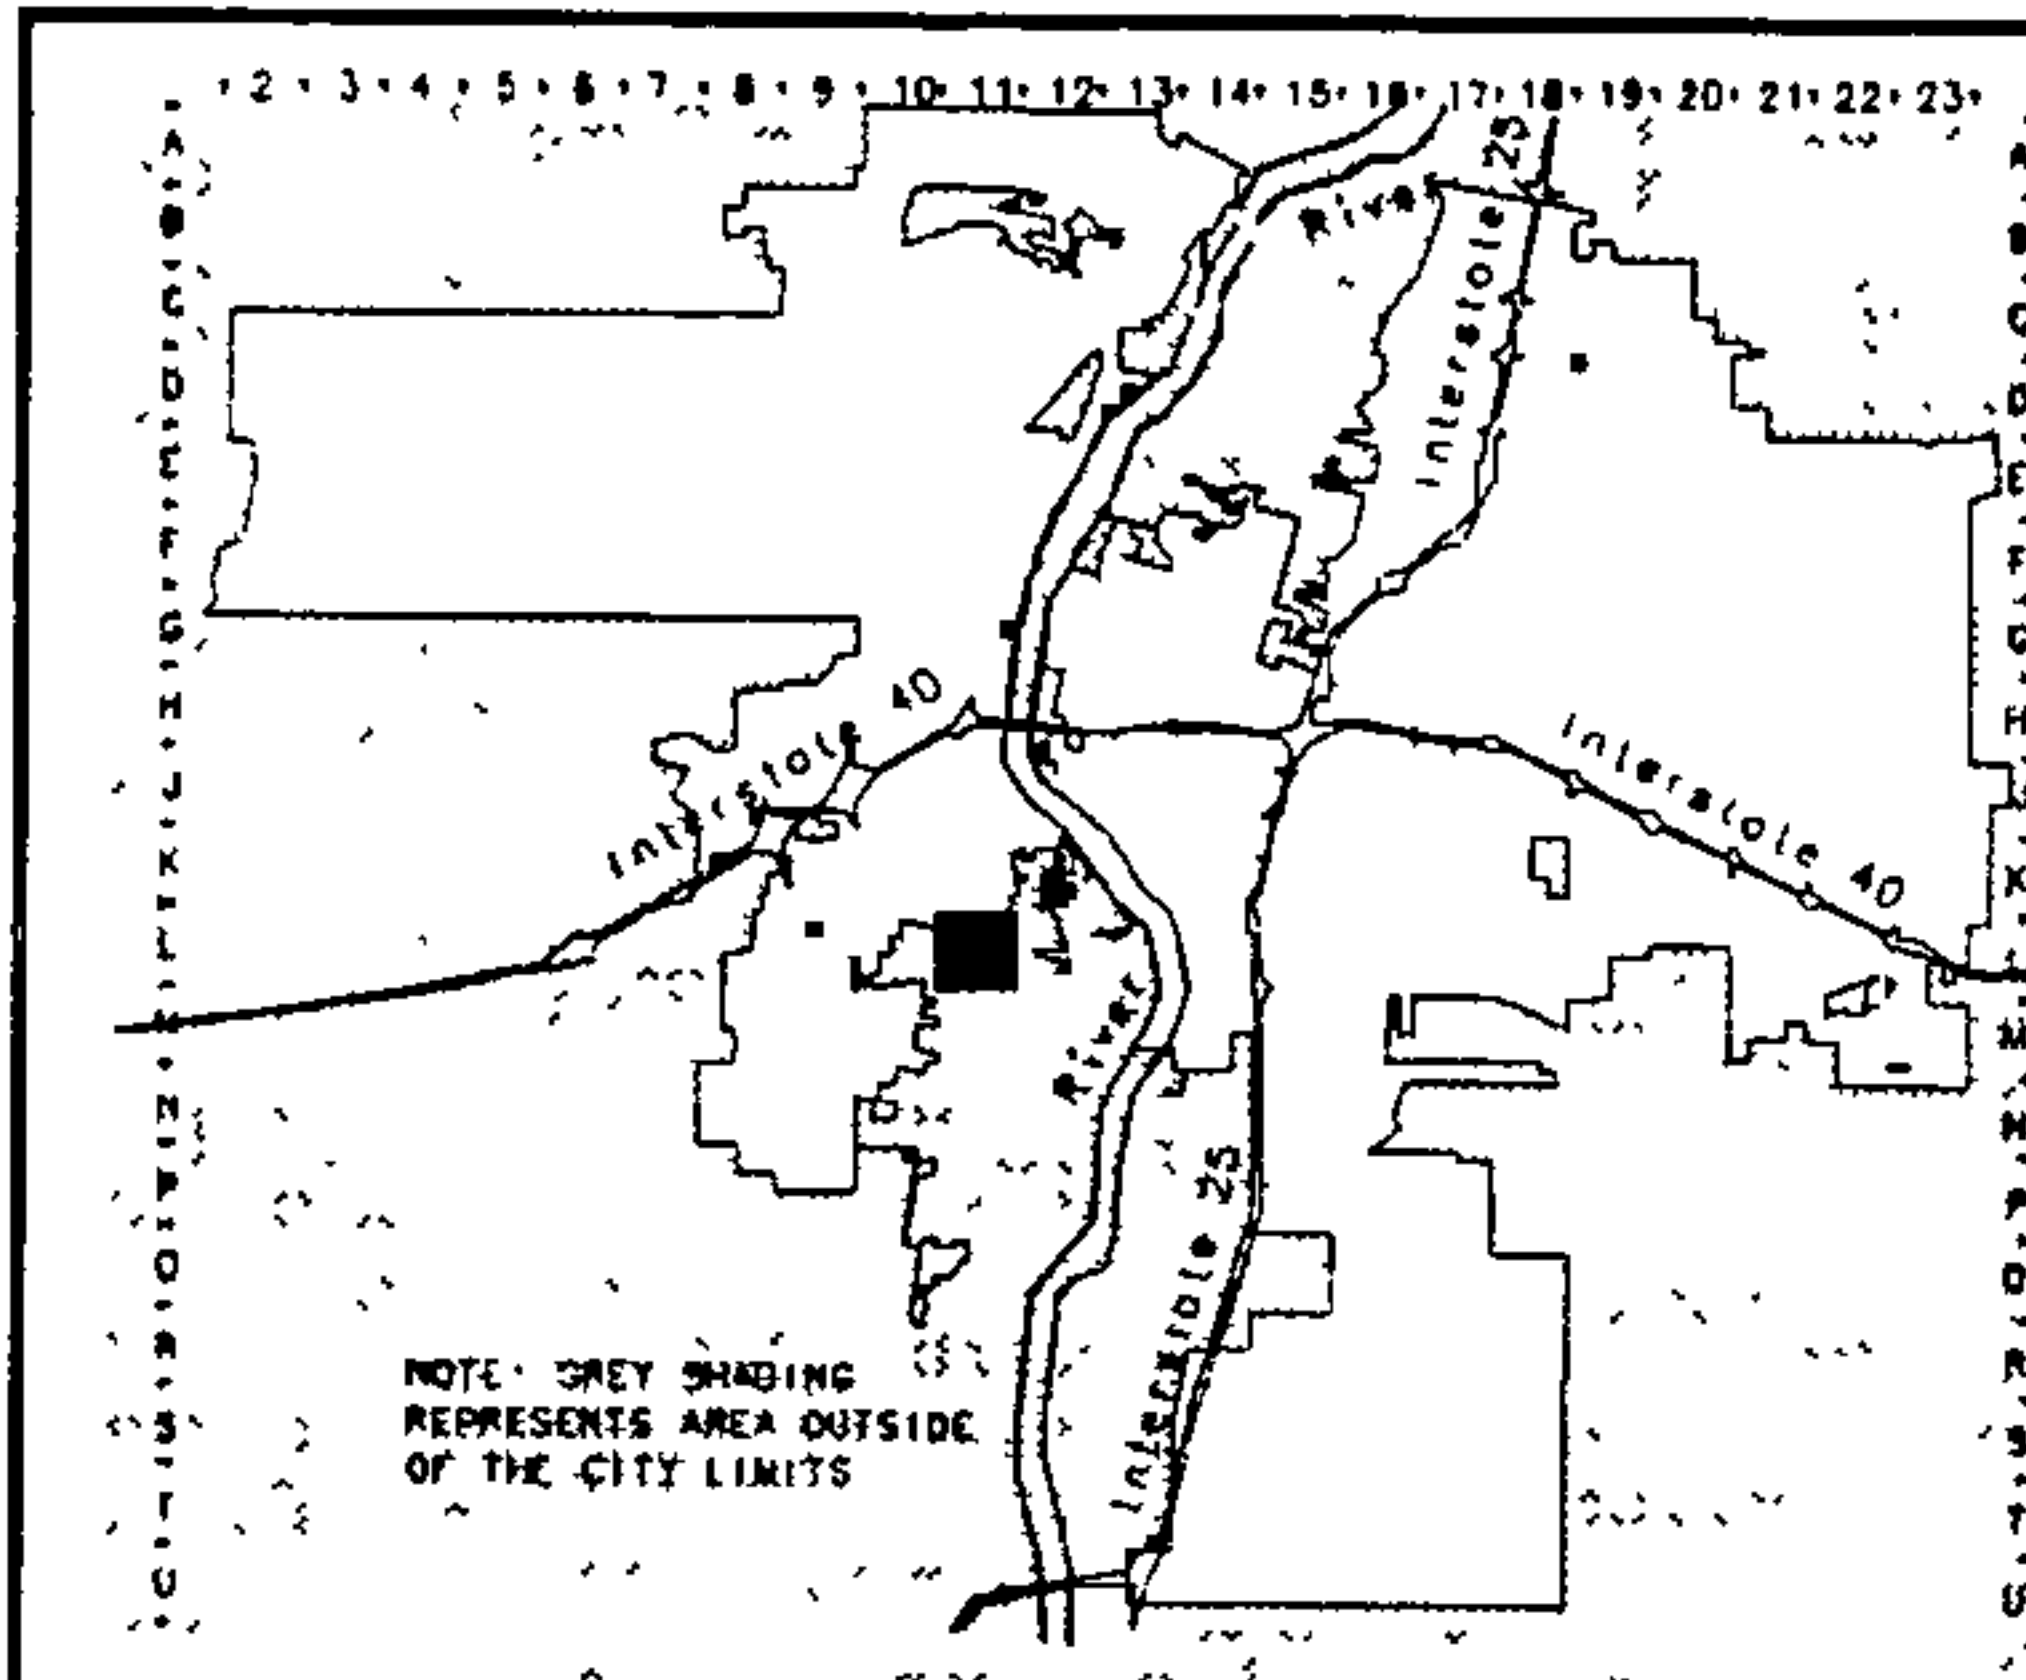 2 3 4 5 6 7 8 9 10 11 12 13 14 15 16 17 18 19 20 21 22 23
A
B
C
D
E
F
G
H
J
K
L
M
N
P
Q
R
S
T
U
River
Interstate 25
Interstate 40
Interstate 40
River
Interstate 25
NOTE: GREY SHADING
REPRESENTS AREA OUTSIDE
OF THE CITY LIMITS
A
B
C
D
E
F
G
H
K
M
N
P
Q
R
S
T
U